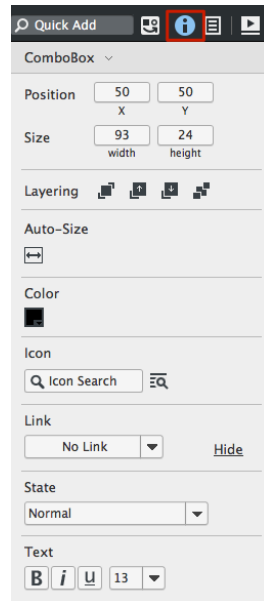 Quick Add
ComboBox
Position 50 50
X Y
Size 93 24
width height
Layering
Auto-Size
Color
Icon
Icon Search
Link
No Link Hide
State
Normal
Text
B i U 13